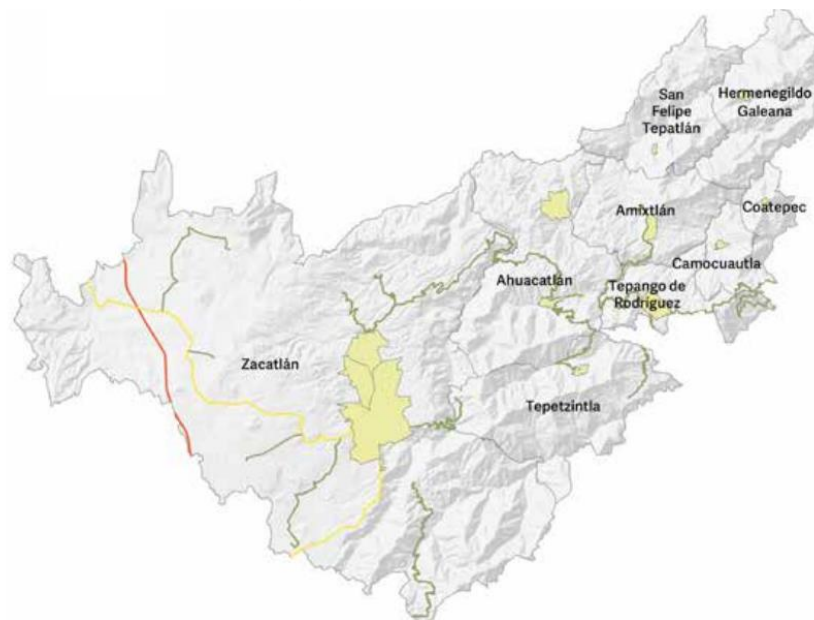 San
Felipe
Tepatlán
Hermenegildo
Galeana
Amixtlán
Coatepec
Camocuautla
Ahuacatlán
Tepango de
Rodríguez
Zacatlán
Tepetzintla